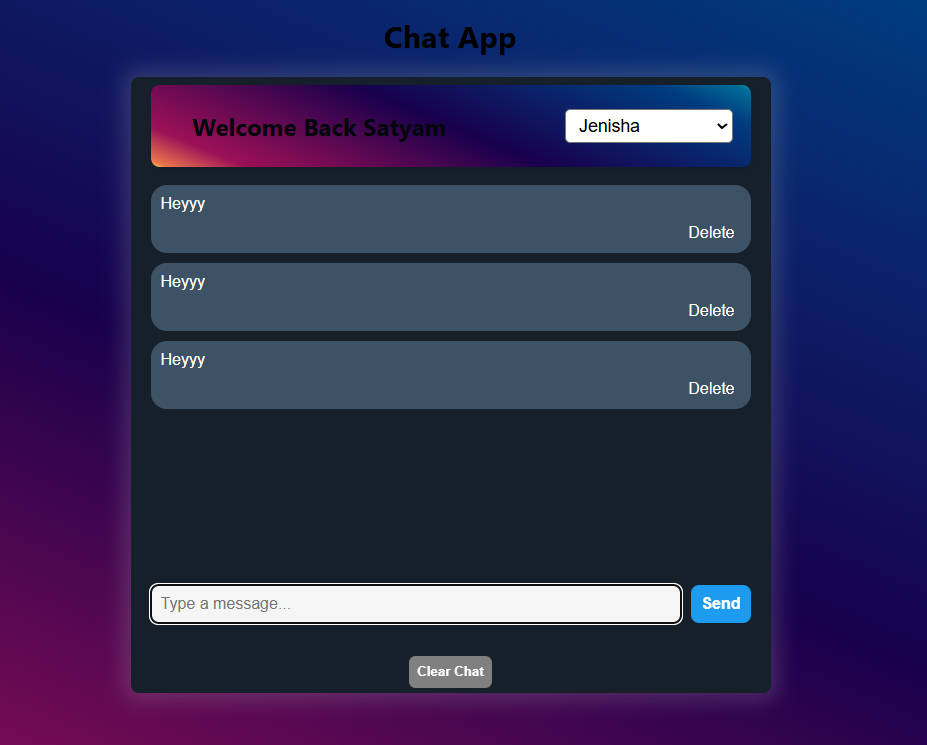 Chat App
Welcome Back Satyam
Jenisha
Heyyy
Delete
Heyyy
Delete
Heyyy
Delete
Type a message...
Send
Clear Chat